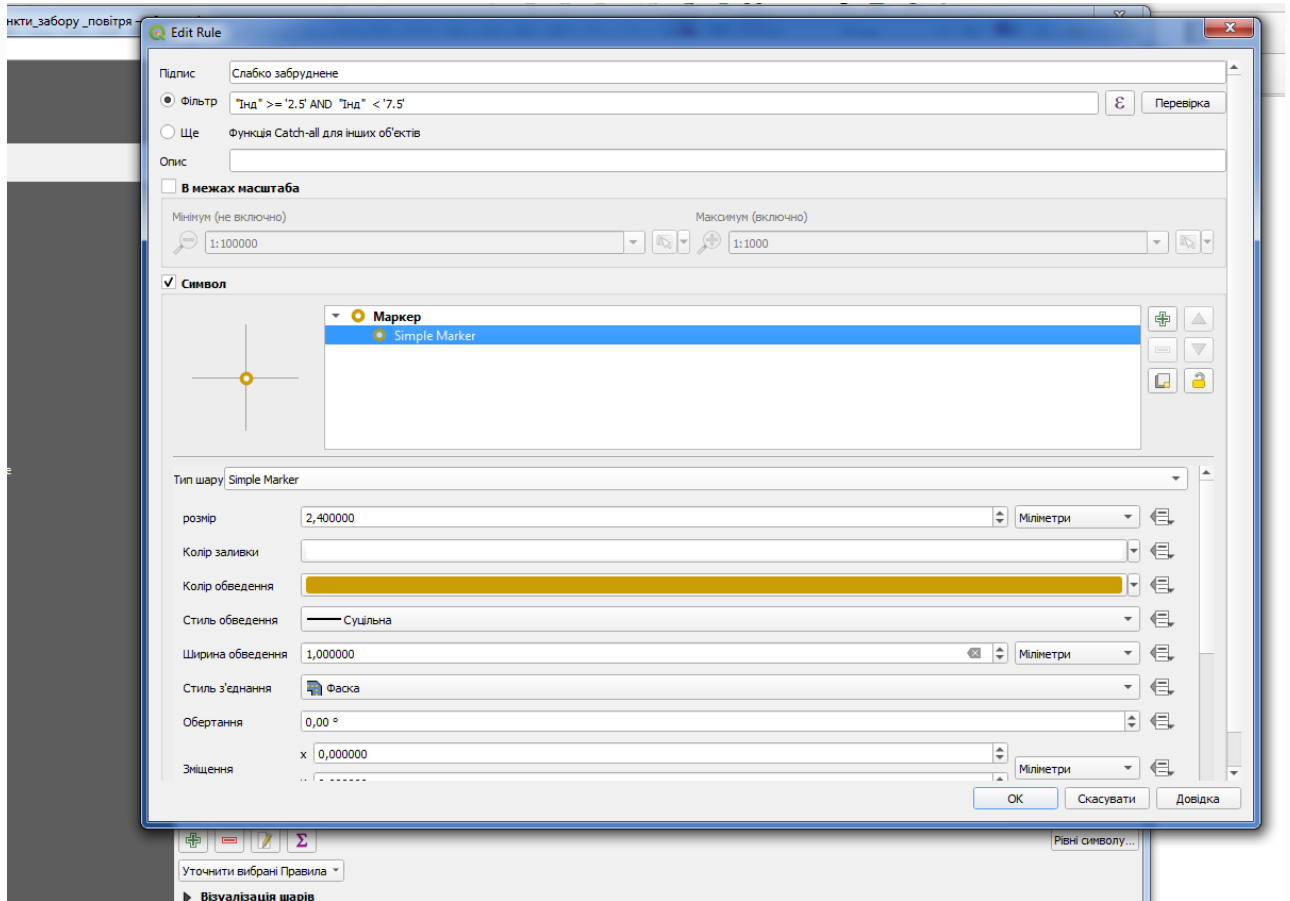 нкти_забору _повітря –
Edit Rule
Підпис Слабко забруднене
Фільтр "Інд" >= '2.5' AND "Інд" < '7.5' ε Перевірка
Ще Функція Catch-all для інших об'єктів
Опис
В межах масштаба
Мінімум (не включно) Максимум (включно)
1:100000 1:1000
Символ
Маркер
Simple Marker
Тип шару Simple Marker
розмір 2,400000 Міліметри
Колір заливки
Колір обведення
Стиль обведення Суцільна
Ширина обведення 1,000000 Міліметри
Стиль з'єднання Фаска
Обертання 0,00 °
x 0,000000
Зміщення Міліметри
OK Скасувати Довідка
Σ Рівні символу...
Уточнити вибрані Правила
Візуалізація шарів